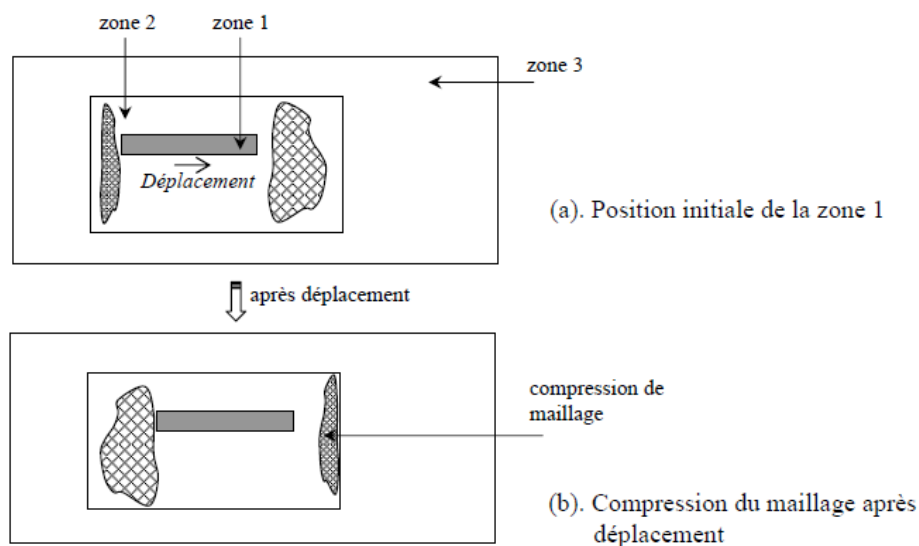 zone 2
zone 1
zone 3
Déplacement
(a). Position initiale de la zone 1
après déplacement
compression de
maillage
(b). Compression du maillage après
déplacement